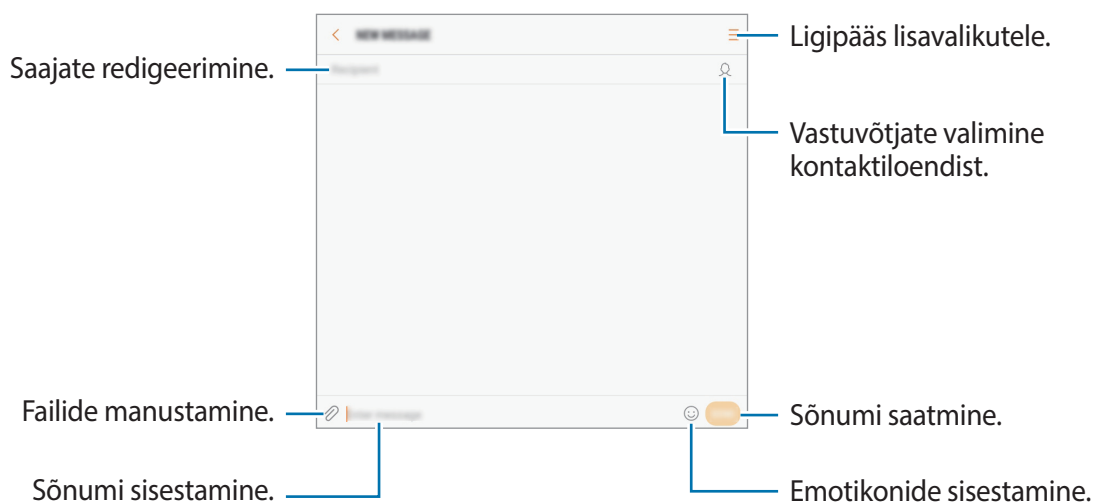 NEW MESSAGE
Ligipääs lisavalikutele.
Saajate redigeerimine.
Recipient
Vastuvõtjate valimine
kontaktiloendist.
Failide manustamine.
Enter message
Sõnumi saatmine.
Sõnumi sisestamine.
Emotikonide sisestamine.